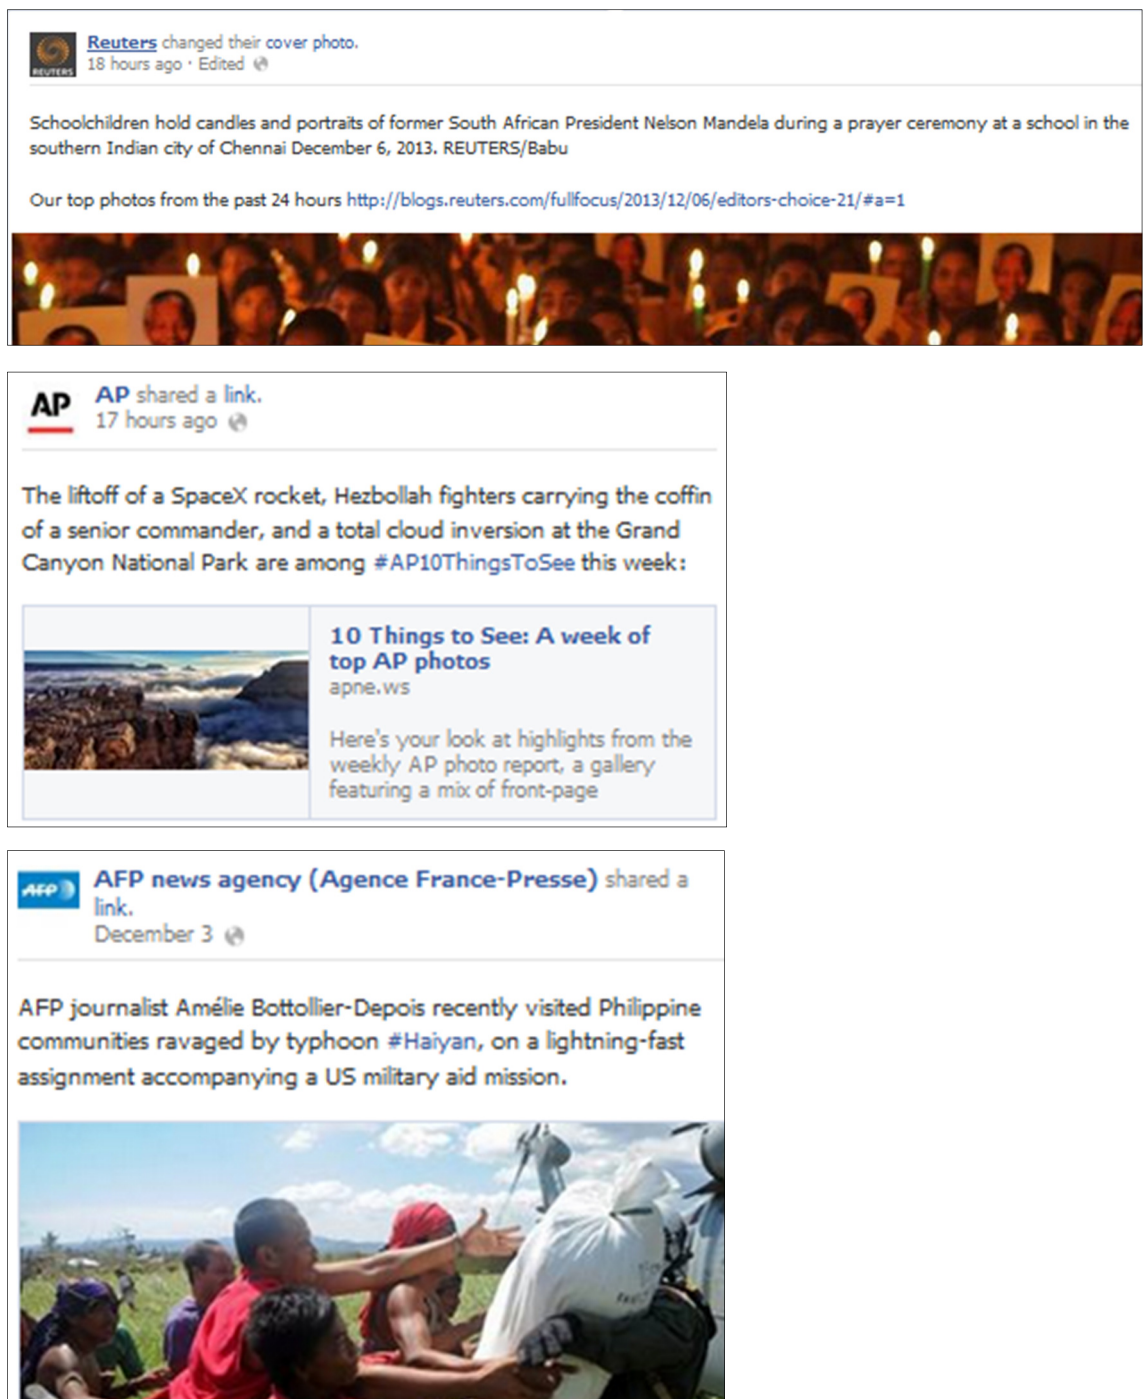 Reuters changed their cover photo.
18 hours ago · Edited
REUTERS
Schoolchildren hold candles and portraits of former South African President Nelson Mandela during a prayer ceremony at a school in the
southern Indian city of Chennai December 6, 2013. REUTERS/Babu
Our top photos from the past 24 hours http://blogs.reuters.com/fullfocus/2013/12/06/editors-choice-21/#a=1
AP
AP shared a link.
17 hours ago
The liftoff of a SpaceX rocket, Hezbollah fighters carrying the coffin
of a senior commander, and a total cloud inversion at the Grand
Canyon National Park are among #AP10ThingsToSee this week:
10 Things to See: A week of
top AP photos
apne.ws
Here's your look at highlights from the
weekly AP photo report, a gallery
featuring a mix of front-page
AFP
AFP news agency (Agence France-Presse) shared a
link.
December 3
AFP journalist Amélie Bottollier-Depois recently visited Philippine
communities ravaged by typhoon #Haiyan, on a lightning-fast
assignment accompanying a US military aid mission.